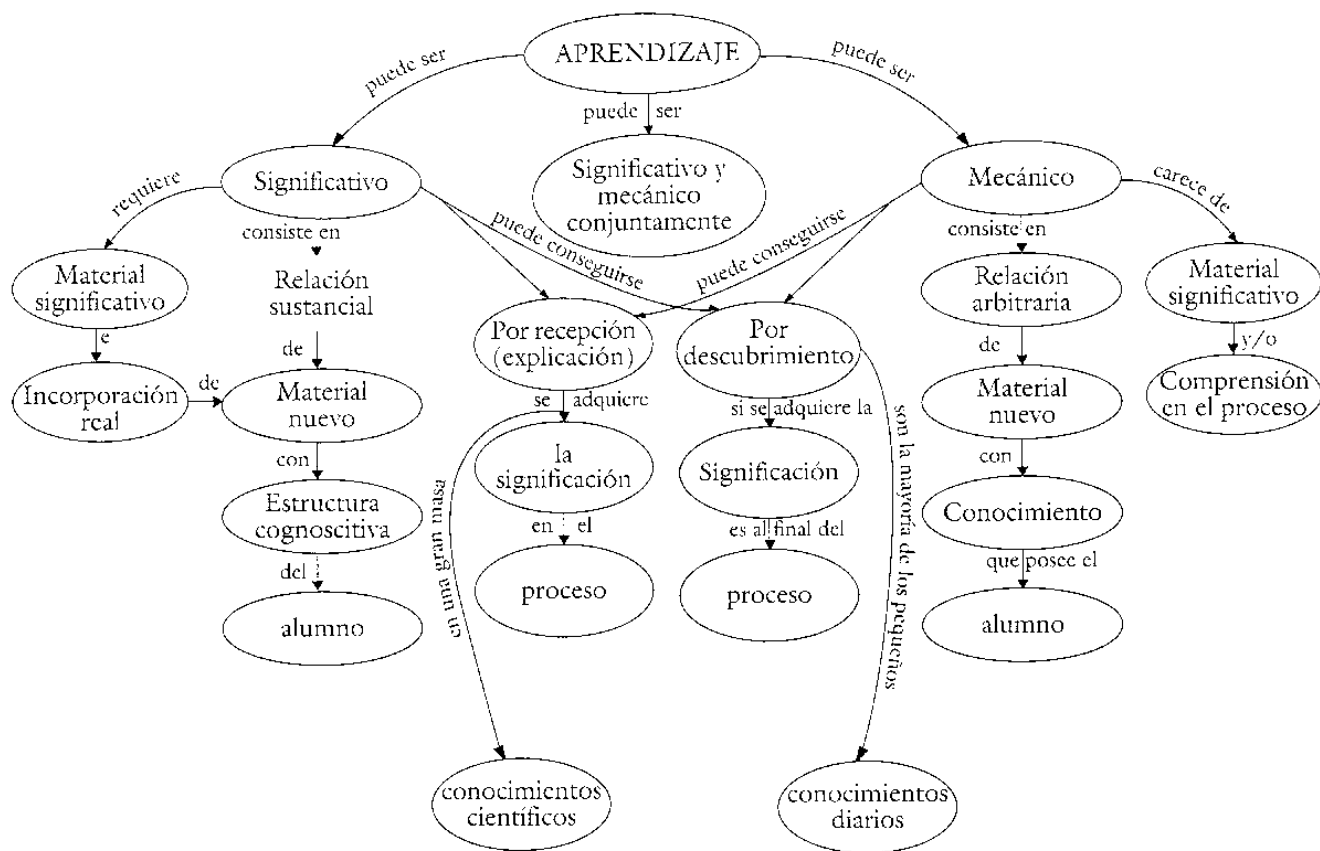 APRENDIZAJE
puede ser
puede ser
puede ser
Significativo
Significativo y
mecánico
conjuntamente
Mecánico
requiere
consiste en
puede conseguirse
puede conseguirse
consiste en
carece de
Material
significativo
Relación
sustancial
Por recepción
(explicación)
Por
descubrimiento
Relación
arbitraria
Material
significativo
e
de
se adquiere
si se adquiere la
de
y/o
Incorporación
real
de
Material
nuevo
la
significación
Significación
Material
nuevo
Comprensión
en el proceso
con
en el
es al final del
con
Estructura
cognoscitiva
proceso
proceso
Conocimiento
del
que posee el
alumno
alumno
en una gran masa
son la mayoría de los pequeños
conocimientos
científicos
conocimientos
diarios